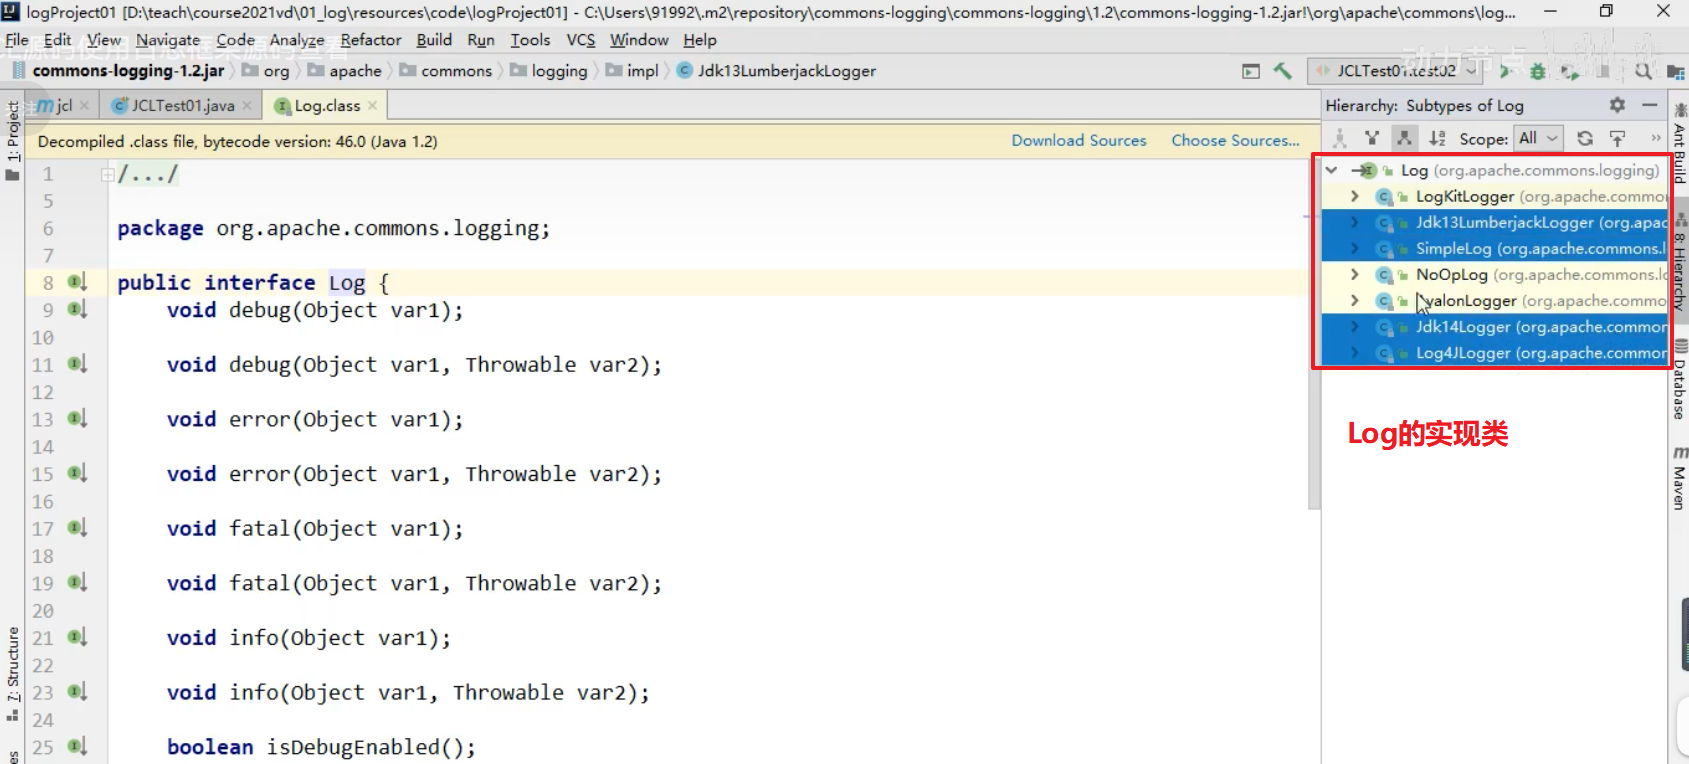 logProject01 [D:\teach\course2021vd\01_log\resources\code\logProject01] - C:\Users\91992\.m2\repository\commons-logging\commons-logging\1.2\commons-logging-1.2.jar!\org\apache\commons\log...
File Edit View Navigate Code Analyze Refactor Build Run Tools VCS Window Help
commons-logging-1.2.jar org apache commons logging impl Jdk13LumberjackLogger
JCLTest01.test02
动力节点
jcl JCLTest01.java Log.class
Hierarchy: Subtypes of Log
Decompiled .class file, bytecode version: 46.0 (Java 1.2) Download Sources Choose Sources...
Scope: All
1 /.../
5
6 package org.apache.commons.logging;
7
8 public interface Log {
9 void debug(Object var1);
10
11 void debug(Object var1, Throwable var2);
12
13 void error(Object var1);
14
15 void error(Object var1, Throwable var2);
16
17 void fatal(Object var1);
18
19 void fatal(Object var1, Throwable var2);
20
21 void info(Object var1);
22
23 void info(Object var1, Throwable var2);
24
25 boolean isDebugEnabled();
Log (org.apache.commons.logging)
LogKitLogger (org.apache.commo
Jdk13LumberjackLogger (org.apac
SimpleLog (org.apache.commons.l
NoOpLog (org.apache.commons.lo
AvalonLogger (org.apache.commo
Jdk14Logger (org.apache.common
Log4JLogger (org.apache.common
Log的实现类
1: Project
7: Structure
Ant Build
8: Hierarchy
Database
Maven